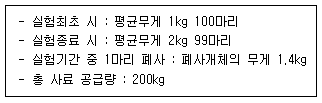 - 실험최초 시 : 평균무게 1kg 100마리
- 실험종료 시 : 평균무게 2kg 99마리
- 실험기간 중 1마리 폐사 : 폐사개체의 무게 1.4kg
- 총 사료 공급량 : 200kg